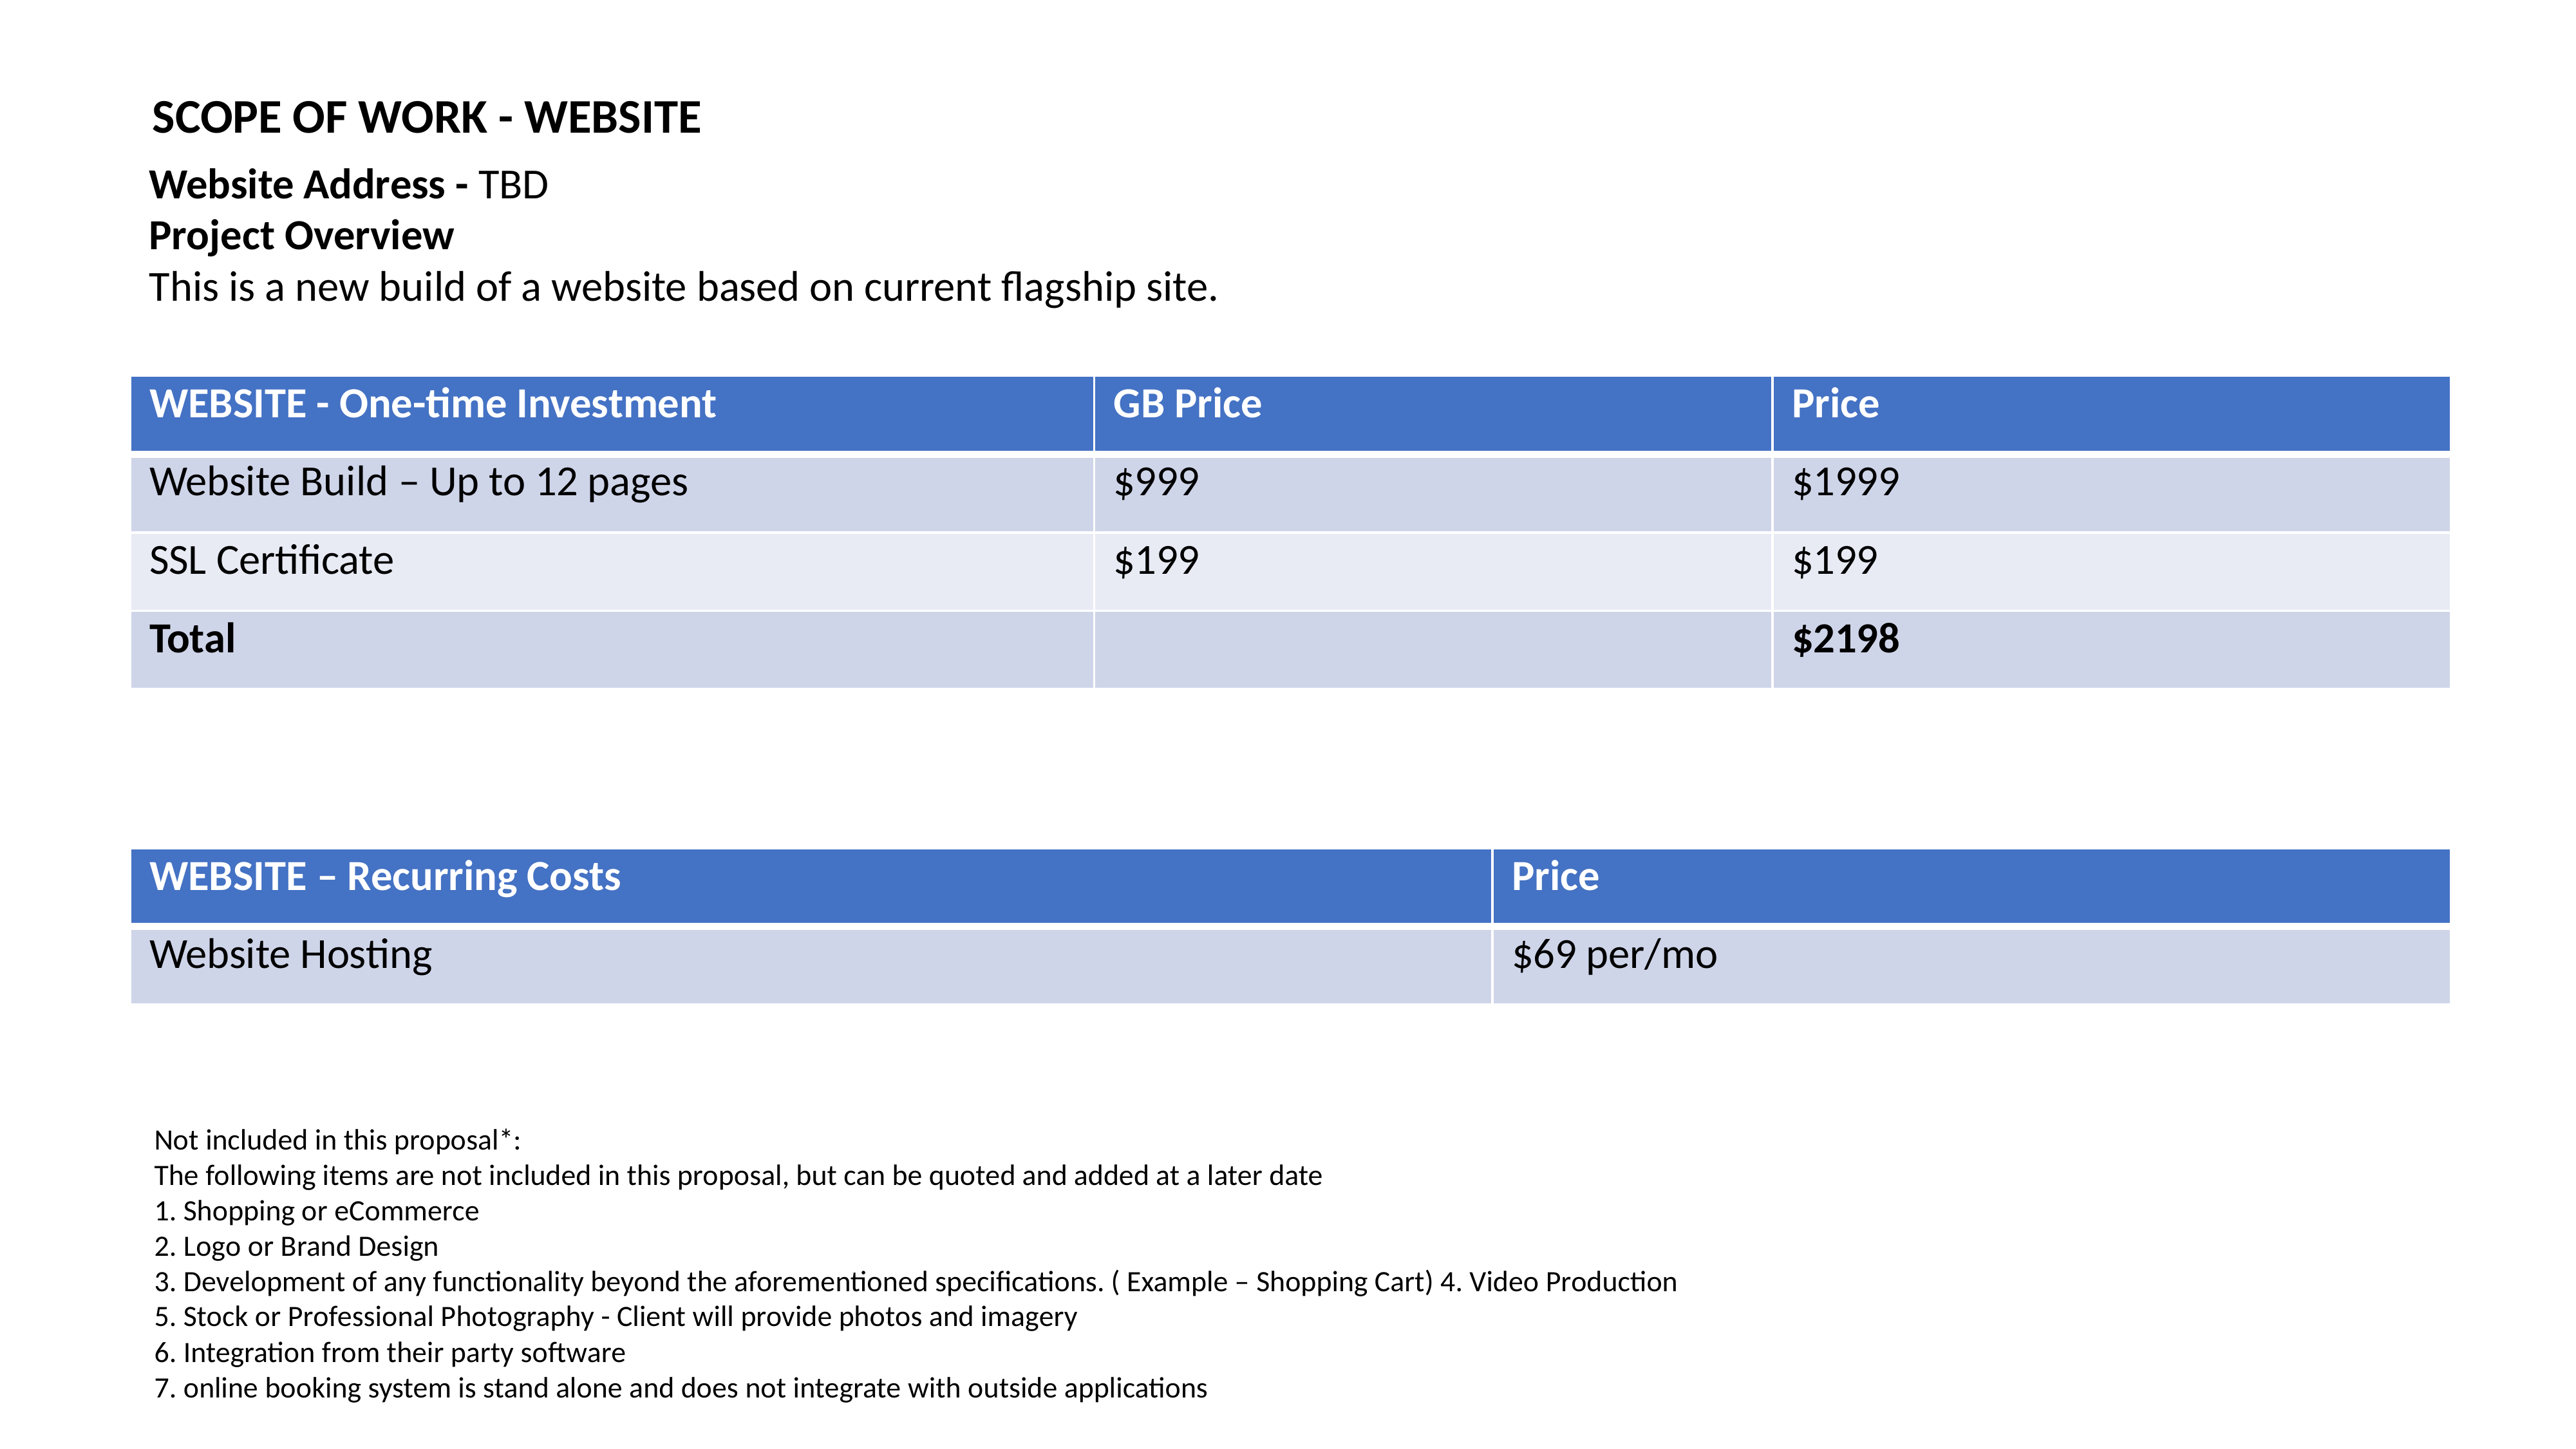 SCOPE OF WORK - WEBSITE
Website Address - TBD
Project Overview
This is a new build of a website based on current flagship site.
WEBSITE - One-time Investment GB Price Price
Website Build – Up to 12 pages $999 $1999
SSL Certificate $199 $199
Total $2198
WEBSITE – Recurring Costs Price
Website Hosting $69 per/mo
Not included in this proposal*:
The following items are not included in this proposal, but can be quoted and added at a later date
1. Shopping or eCommerce
2. Logo or Brand Design
3. Development of any functionality beyond the aforementioned specifications. ( Example – Shopping Cart) 4. Video Production
5. Stock or Professional Photography - Client will provide photos and imagery
6. Integration from their party software
7. online booking system is stand alone and does not integrate with outside applications